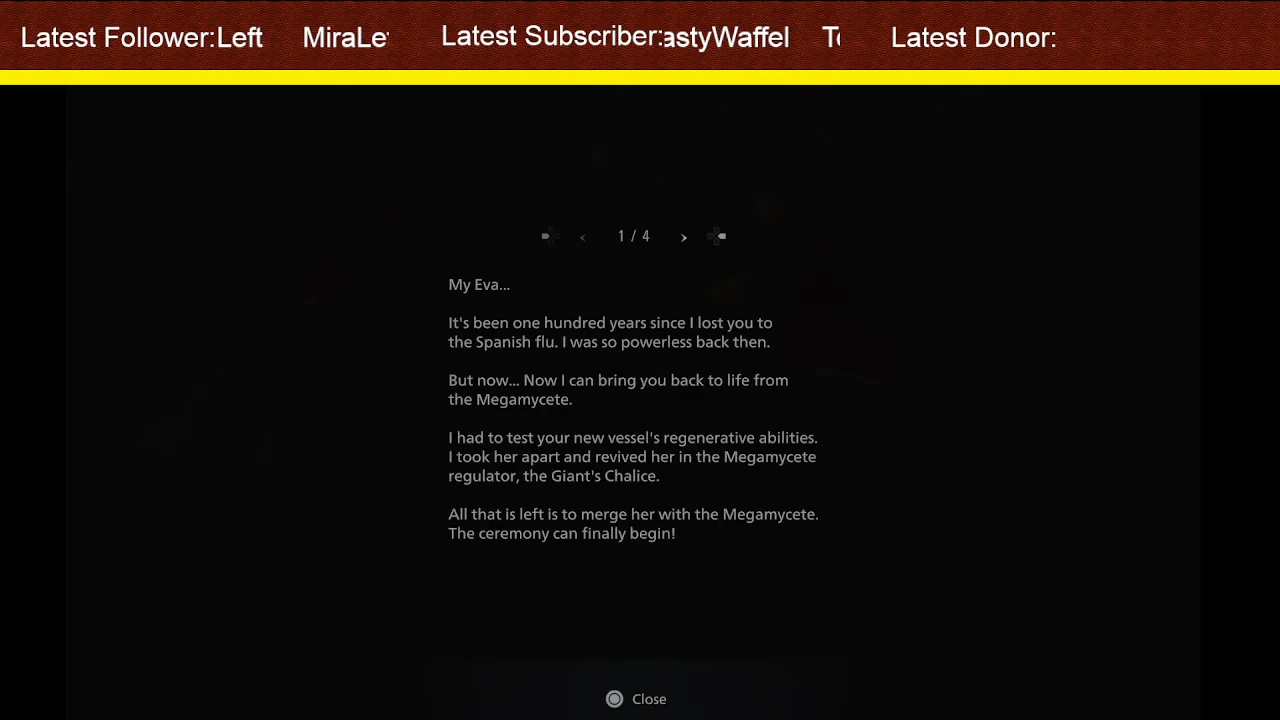 Latest Follower:Left MiraLe
Latest Subscriber:astyWaffel
Latest Donor:
1 / 4
My Eva...
It's been one hundred years since I lost you to
the Spanish flu. I was so powerless back then.
But now... Now I can bring you back to life from
the Megamycete.
I had to test your new vessel's regenerative abilities.
I took her apart and revived her in the Megamycete
regulator, the Giant's Chalice.
All that is left is to merge her with the Megamycete.
The ceremony can finally begin!
Close